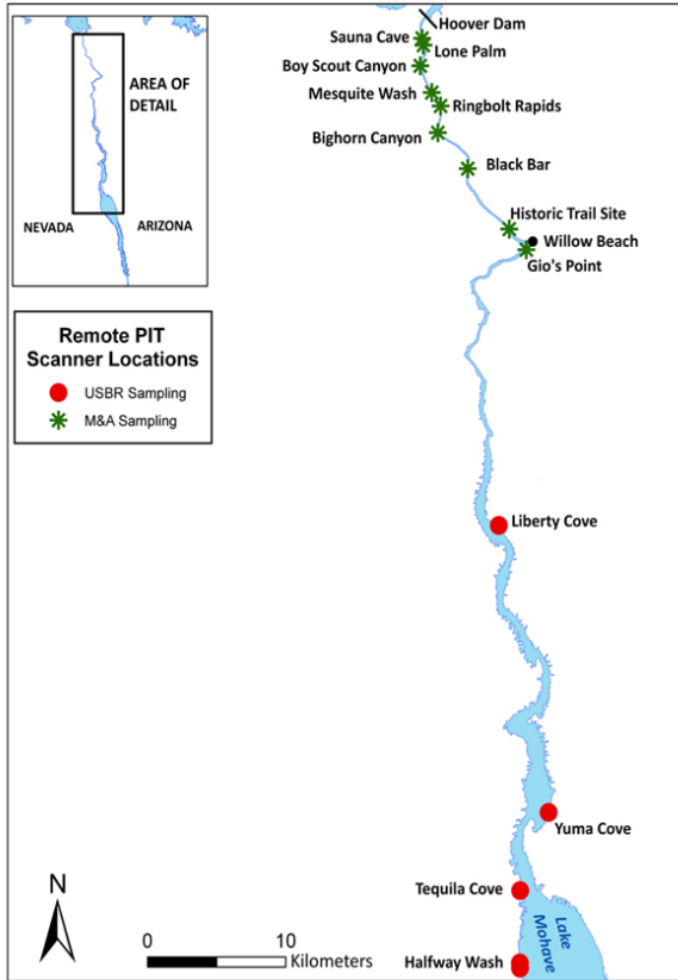 Hoover Dam
Sauna Cave
Lone Palm
Boy Scout Canyon
Mesquite Wash
Ringbolt Rapids
Bighorn Canyon
Black Bar
Historic Trail Site
Willow Beach
Gio's Point
AREA OF
DETAIL
NEVADA
ARIZONA
Remote PIT
Scanner Locations
USBR Sampling
M&A Sampling
Liberty Cove
Yuma Cove
Tequila Cove
Lake
Mohave
Halfway Wash
N
0
10
Kilometers